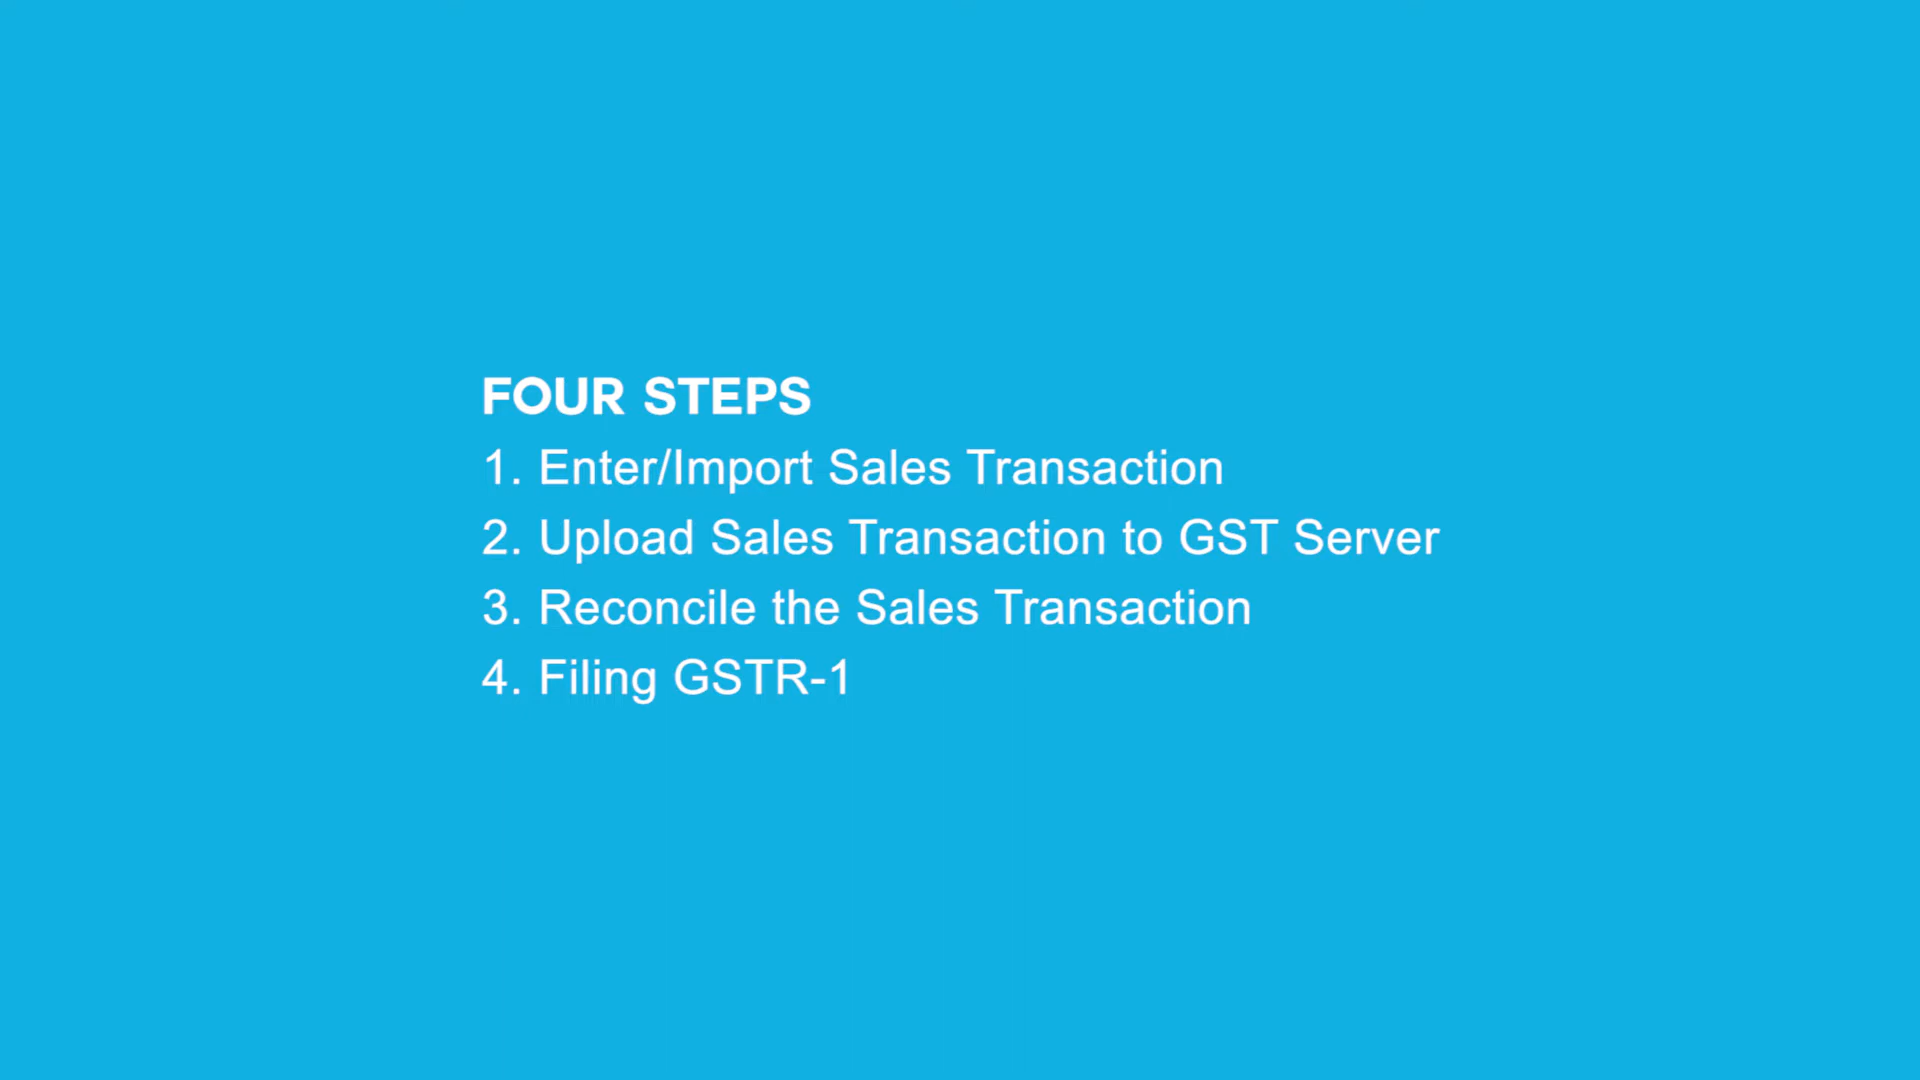 FOUR STEPS
1. Enter/Import Sales Transaction
2. Upload Sales Transaction to GST Server
3. Reconcile the Sales Transaction
4. Filing GSTR-1